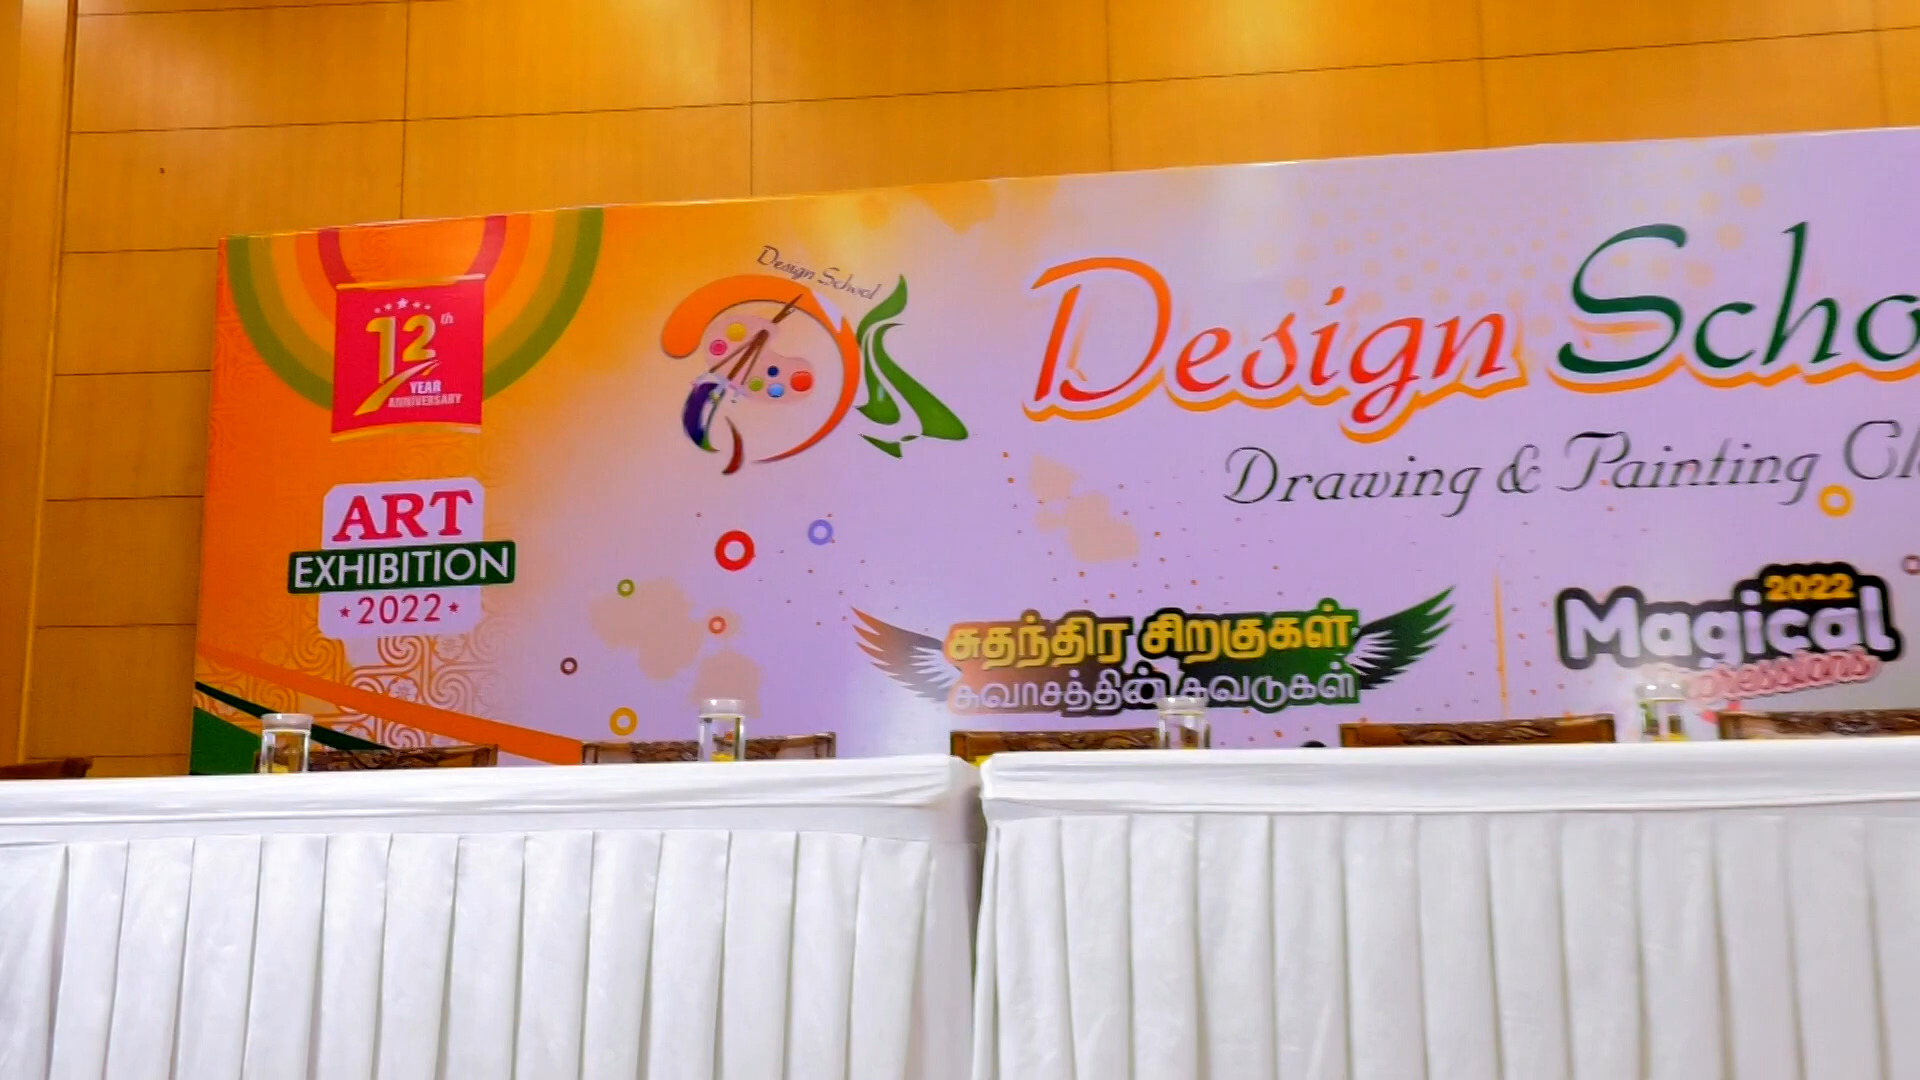 12th
YEAR
ANNIVERSARY
ART
EXHIBITION
2022
Design School
Design Scho
Drawing & Painting Cl
சுதந்திர சிறகுகள்
சுவாசத்தின் சுவடுகள்
2022
Magical